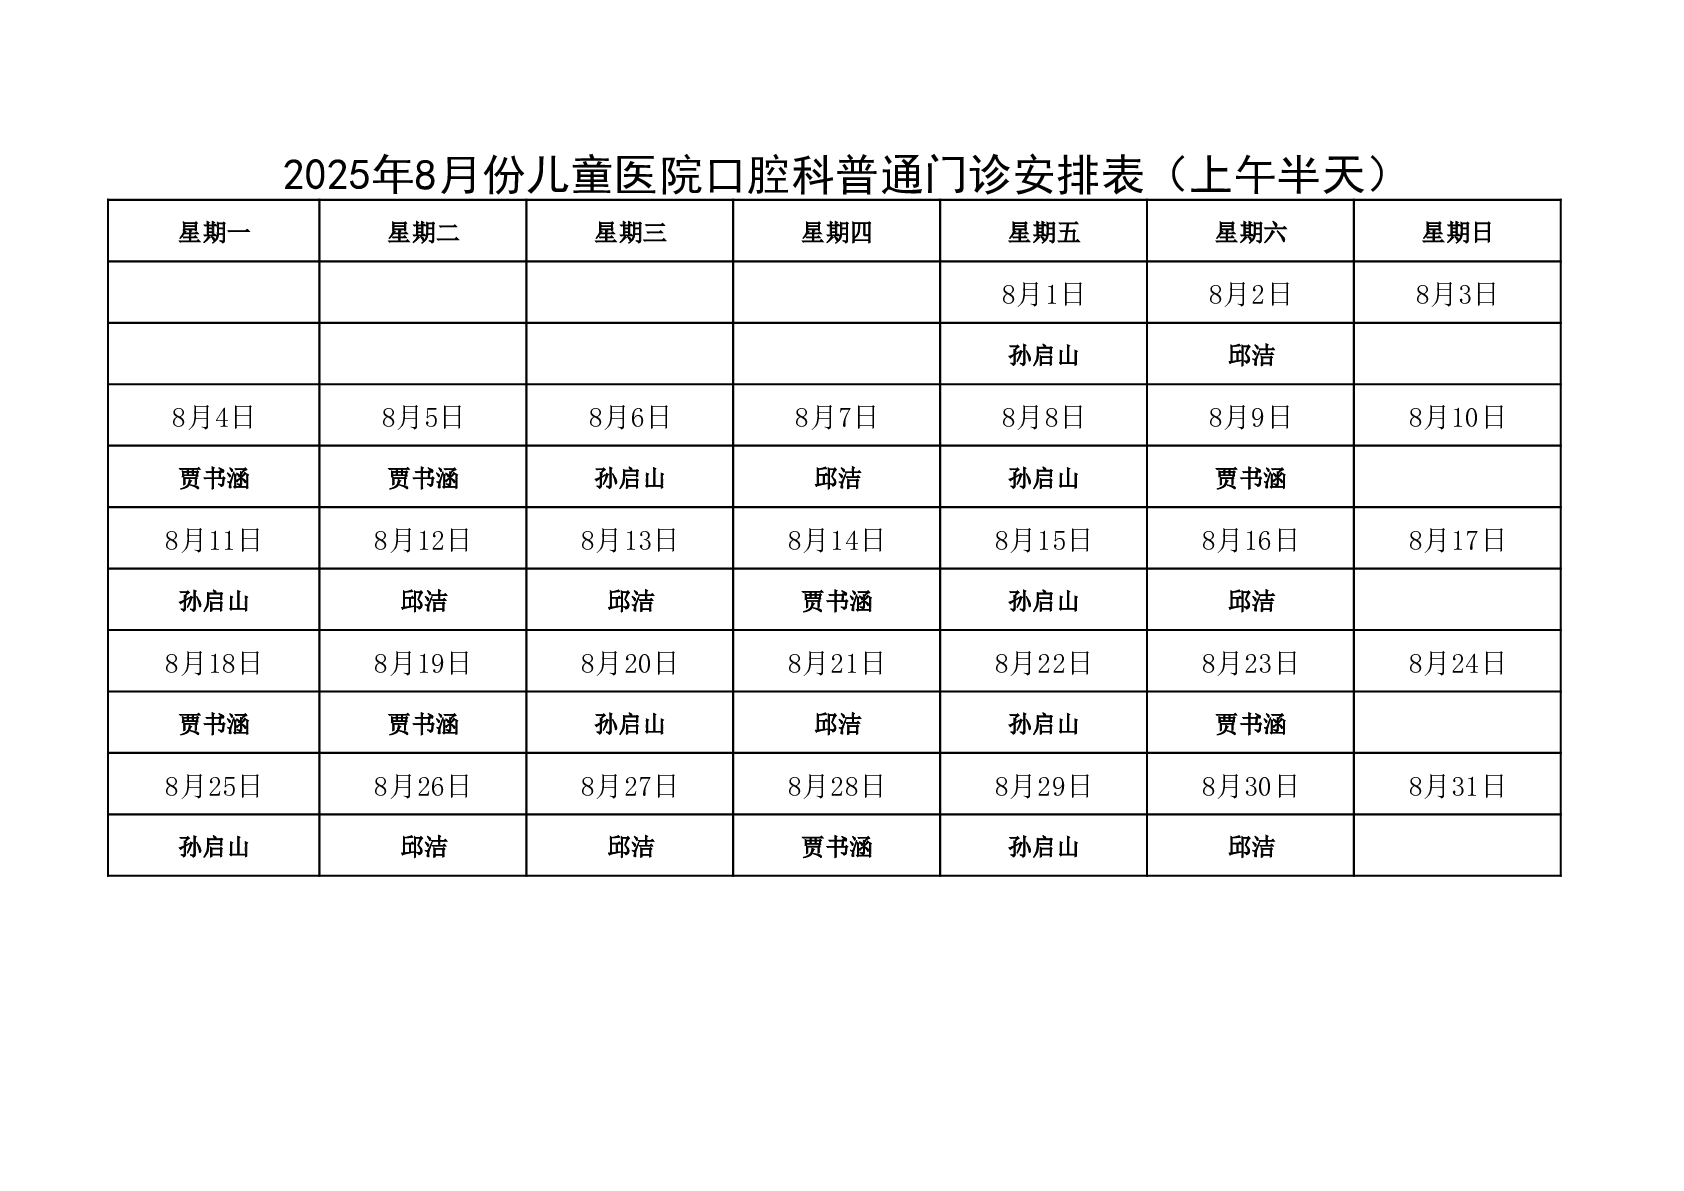 2025年8月份儿童医院口腔科普通门诊安排表（上午半天）
星期一 星期二 星期三 星期四 星期五 星期六 星期日
8月1日 8月2日 8月3日
孙启山 邱洁
8月4日 8月5日 8月6日 8月7日 8月8日 8月9日 8月10日
贾书涵 贾书涵 孙启山 邱洁 孙启山 贾书涵
8月11日 8月12日 8月13日 8月14日 8月15日 8月16日 8月17日
孙启山 邱洁 邱洁 贾书涵 孙启山 邱洁
8月18日 8月19日 8月20日 8月21日 8月22日 8月23日 8月24日
贾书涵 贾书涵 孙启山 邱洁 孙启山 贾书涵
8月25日 8月26日 8月27日 8月28日 8月29日 8月30日 8月31日
孙启山 邱洁 邱洁 贾书涵 孙启山 邱洁